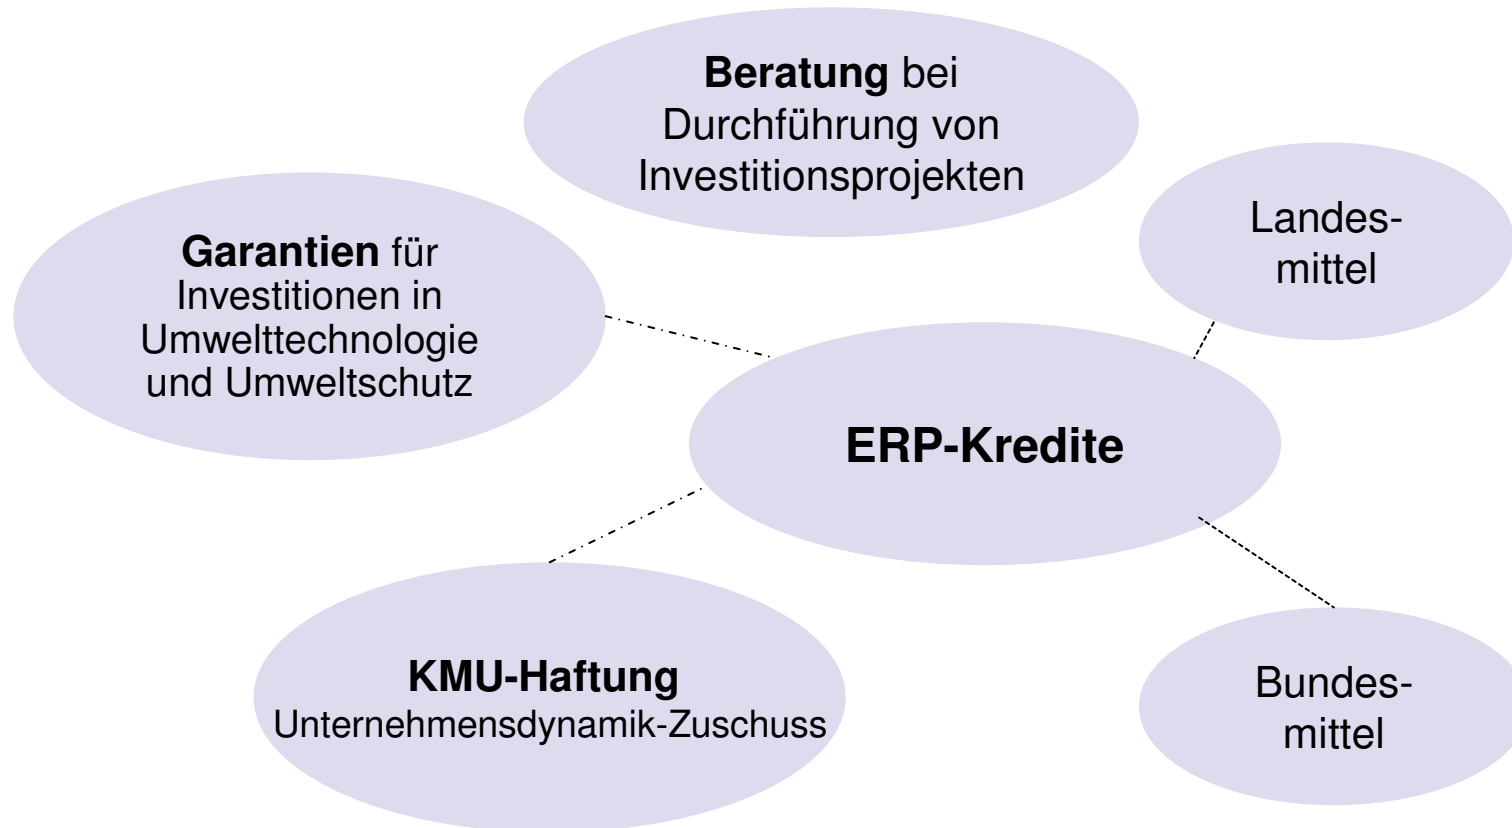 Beratung bei
Durchführung von
Investitionsprojekten
Landes-
mittel
Garantien für
Investitionen in
Umwelttechnologie
und Umweltschutz
ERP-Kredite
KMU-Haftung
Unternehmensdynamik-Zuschuss
Bundes-
mittel